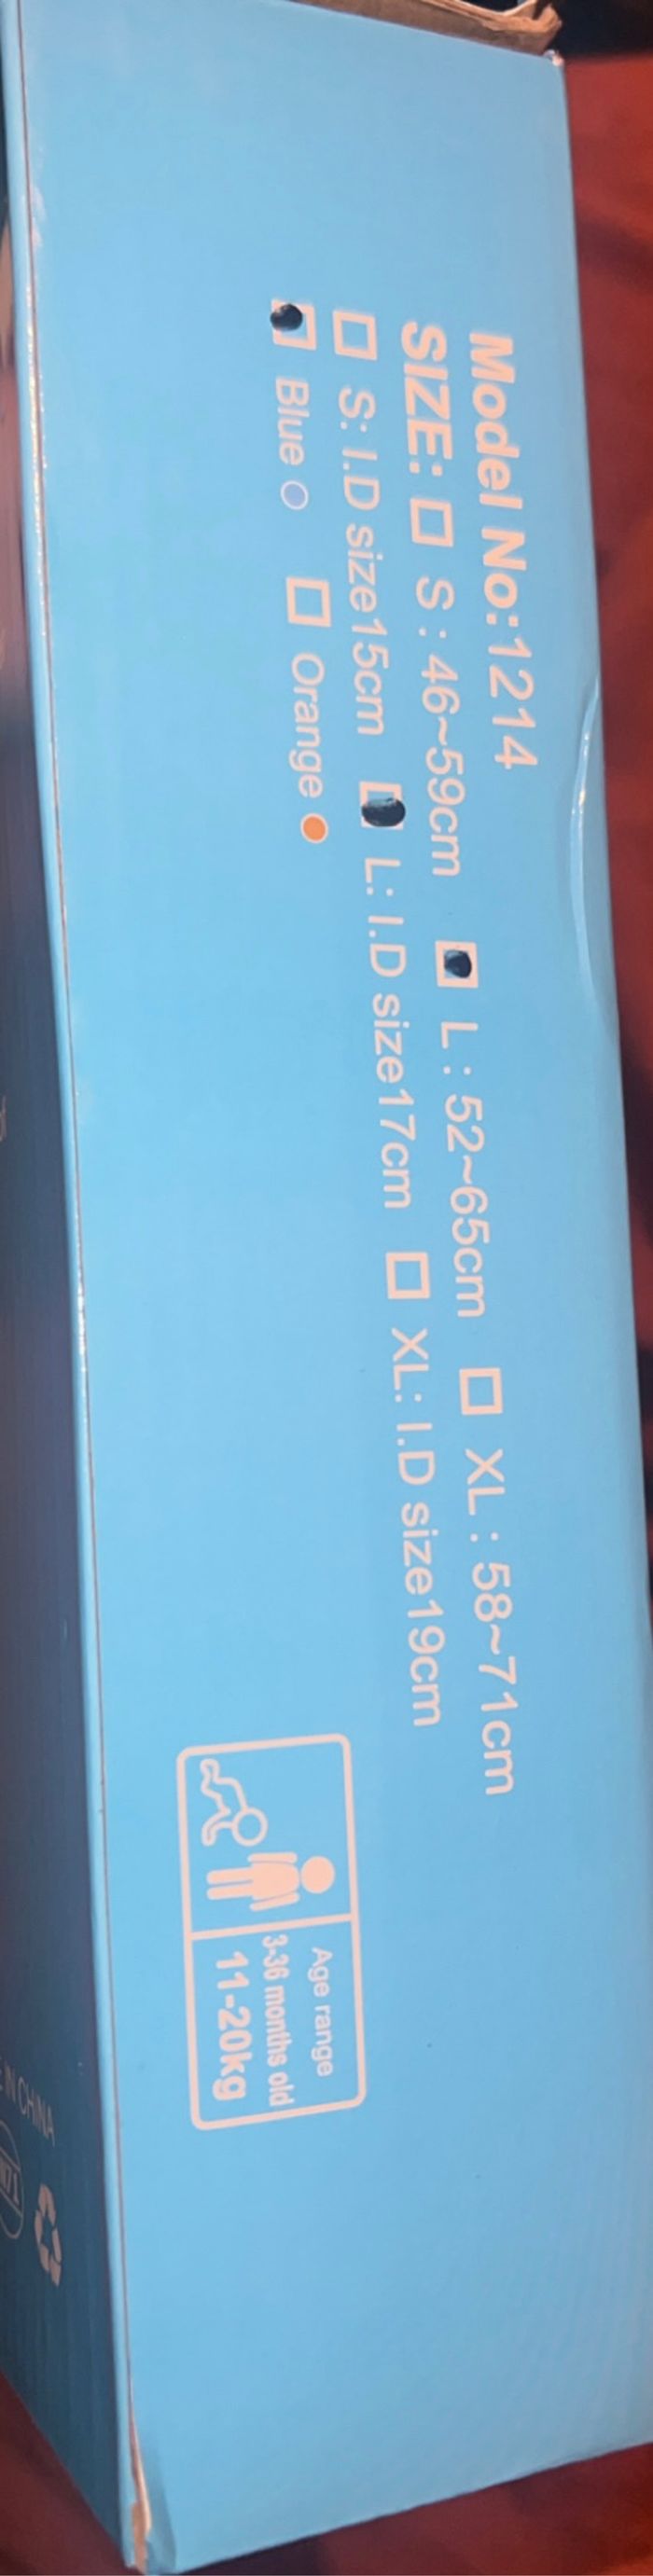 Model No:1214
SIZE: S : 46~59cm L : 52~65cm XL : 58~71cm
S: I.D size15cm L: I.D size17cm XL: I.D size19cm
Blue Orange
Age range
3-36 months old
11-20kg
IN CHINA